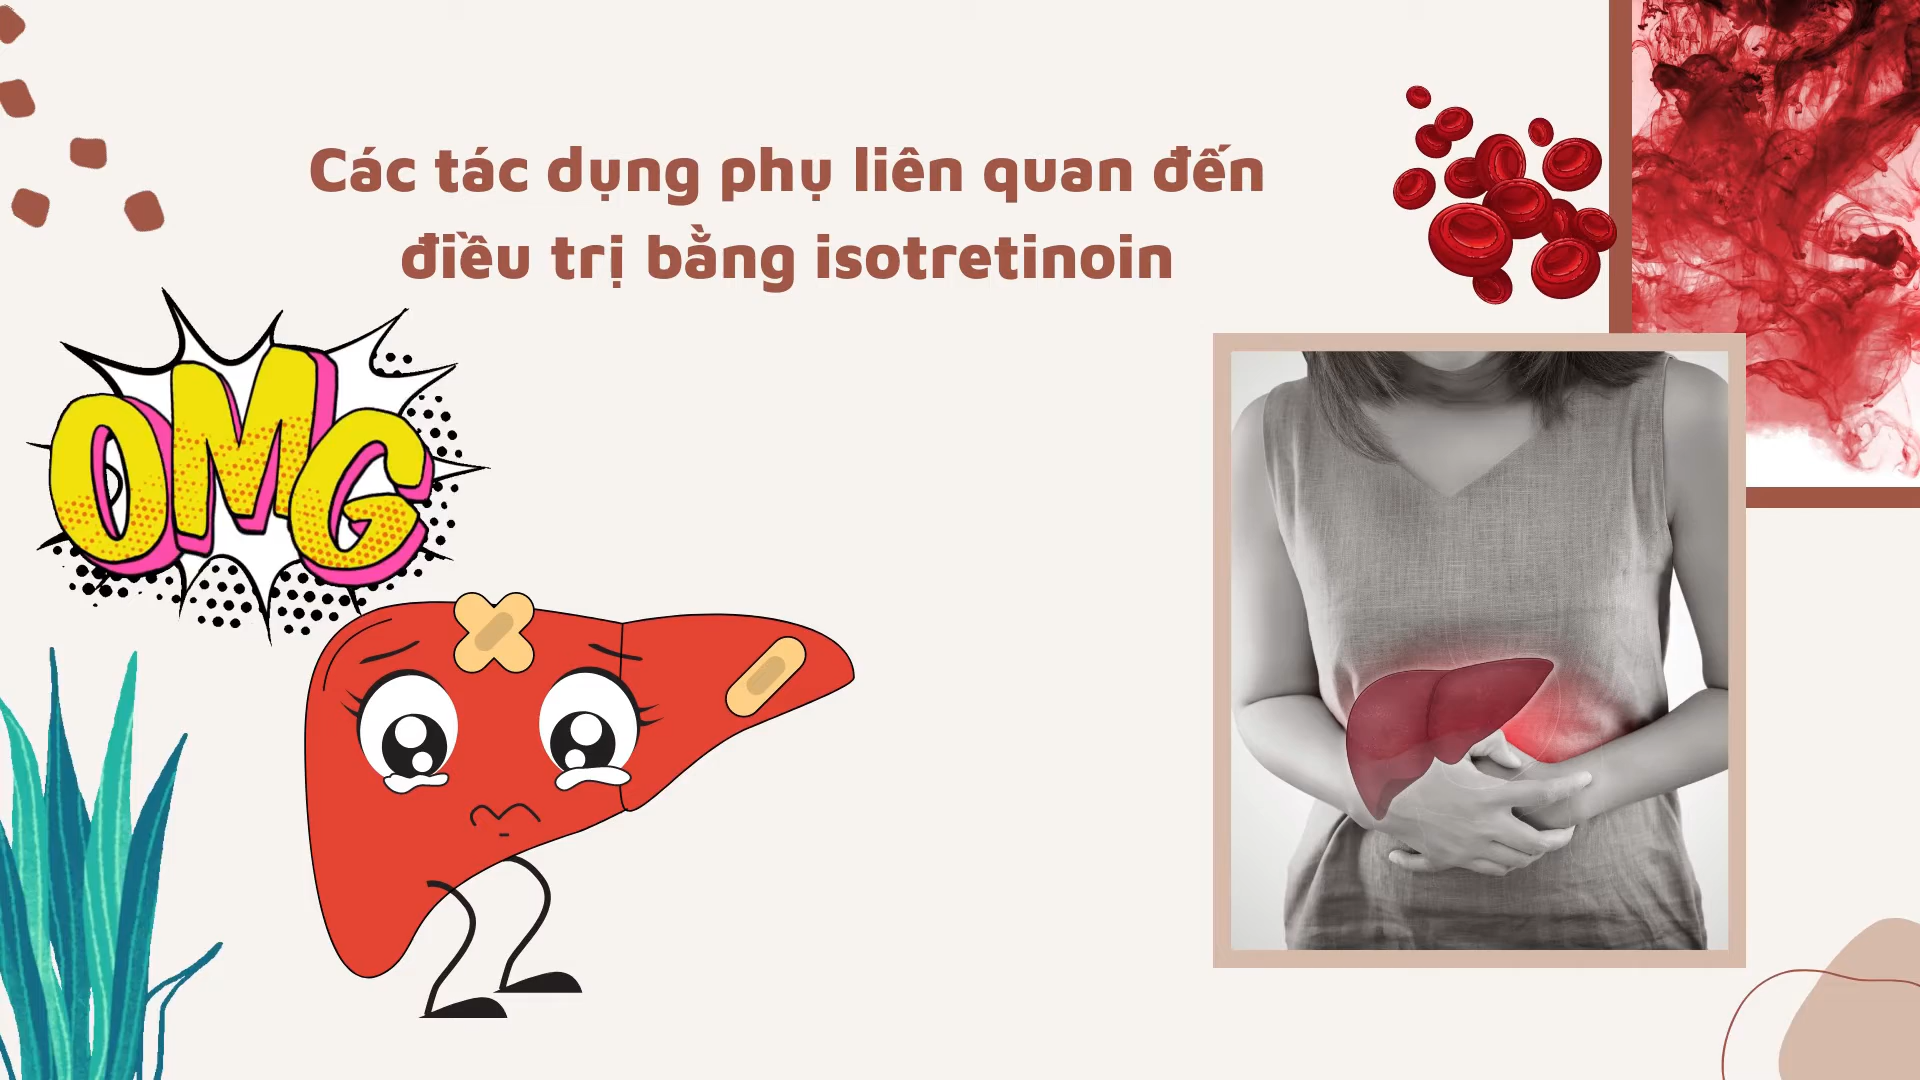 Các tác dụng phụ liên quan đến
điều trị bằng isotretinoin
OMG